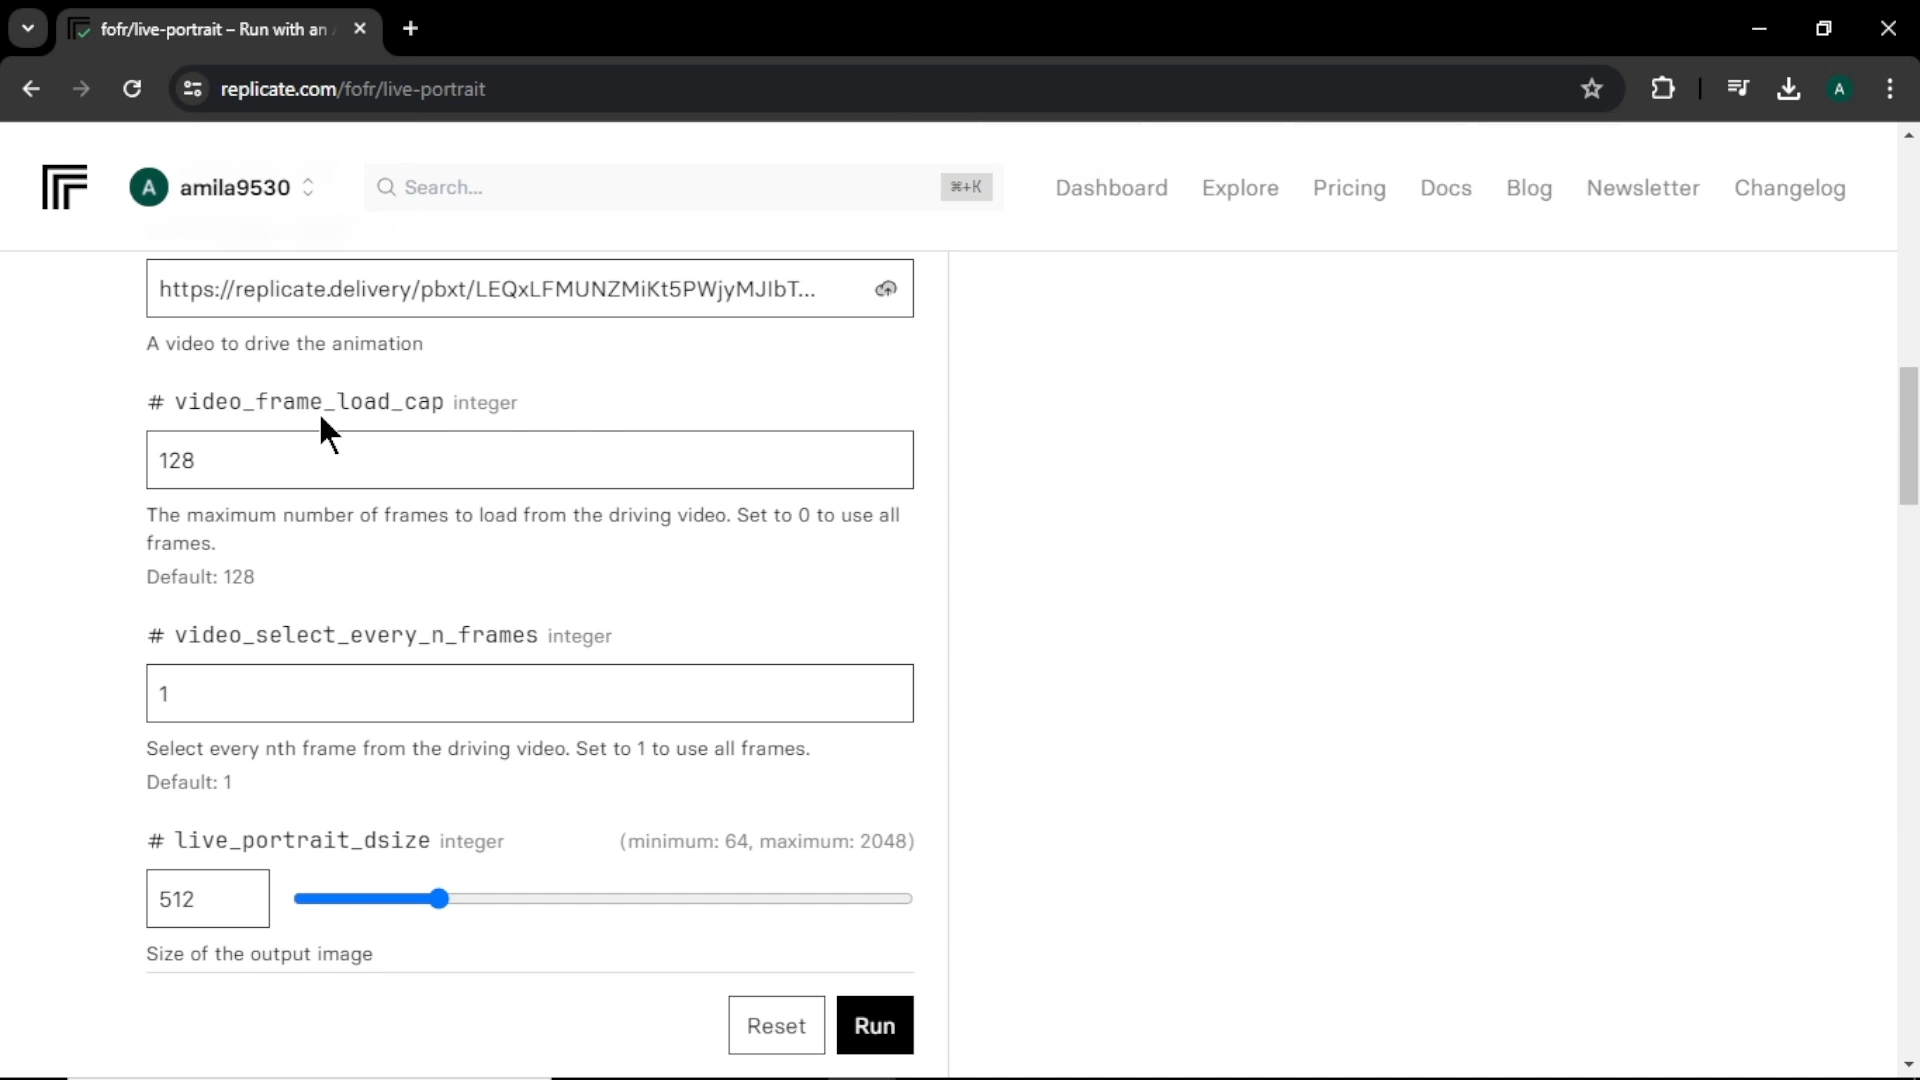 fofr/live-portrait – Run with an
replicate.com/fofr/live-portrait
A
A amila9530
Search...
⌘+K
Dashboard
Explore
Pricing
Docs
Blog
Newsletter
Changelog
https://replicate.delivery/pbxt/LEQxLFMUNZMiKt5PWjyMJIbT...
A video to drive the animation
# video_frame_load_cap integer
128
The maximum number of frames to load from the driving video. Set to 0 to use all
frames.
Default: 128
# video_select_every_n_frames integer
1
Select every nth frame from the driving video. Set to 1 to use all frames.
Default: 1
# live_portrait_dsize integer (minimum: 64, maximum: 2048)
512
Size of the output image
Reset
Run